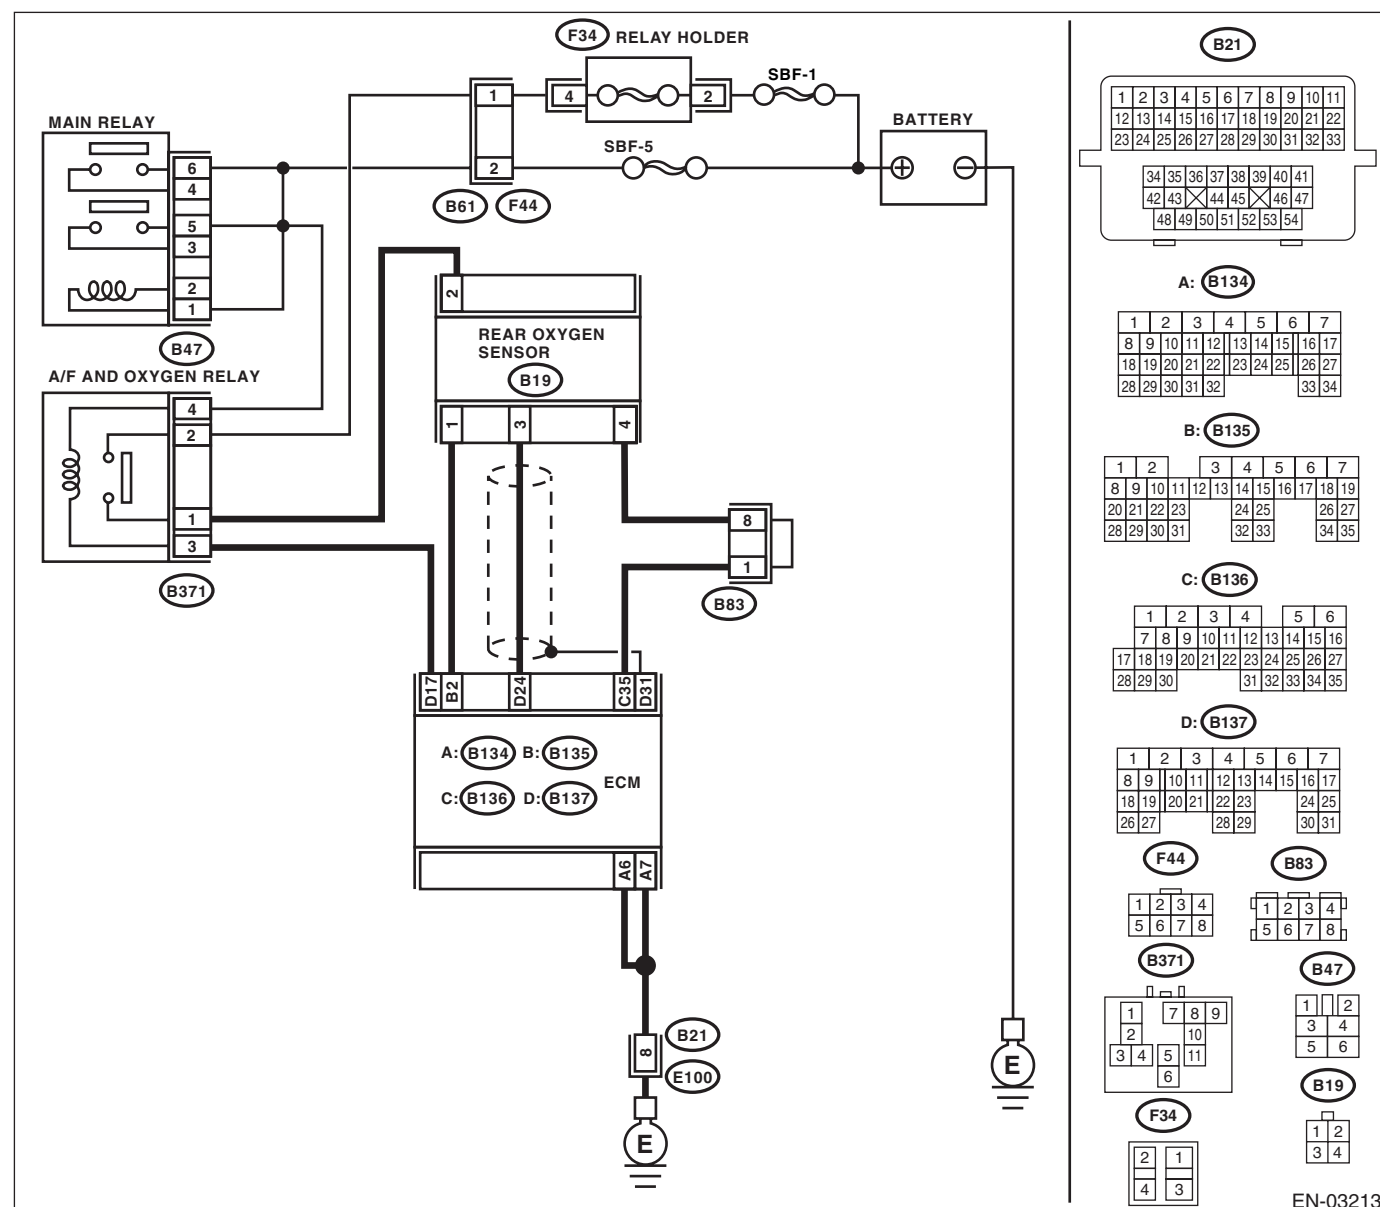 F34 RELAY HOLDER
SBF-1
4 2
1
MAIN RELAY
BATTERY
SBF-5
6
4
5
3
2
1
2
B61 F44
B47
A/F AND OXYGEN RELAY
4
2
1
3
B371
2
REAR OXYGEN
SENSOR
B19
1 3 4
8
1
B83
D17 B2 D24 C35 D31
A: B134 B: B135
ECM
C: B136 D: B137
A6 A7
8
B21
E100
E
E
B21
1 2 3 4 5 6 7 8 9 10 11
12 13 14 15 16 17 18 19 20 21 22
23 24 25 26 27 28 29 30 31 32 33
34 35 36 37 38 39 40 41
42 43 44 45 46 47
48 49 50 51 52 53 54
A: B134
1 2 3 4 5 6 7
8 9 10 11 12 13 14 15 16 17
18 19 20 21 22 23 24 25 26 27
28 29 30 31 32 33 34
B: B135
1 2 3 4 5 6 7
8 9 10 11 12 13 14 15 16 17 18 19
20 21 22 23 24 25 26 27
28 29 30 31 32 33 34 35
C: B136
1 2 3 4 5 6
7 8 9 10 11 12 13 14 15 16
17 18 19 20 21 22 23 24 25 26 27
28 29 30 31 32 33 34 35
D: B137
1 2 3 4 5 6 7
8 9 10 11 12 13 14 15 16 17
18 19 20 21 22 23 24 25
26 27 28 29 30 31
F44
1 2 3 4
5 6 7 8
B83
1 2 3 4
5 6 7 8
B371
1 7 8 9
2 10
3 4 5 11
6
B47
1 2
3 4
5 6
B19
1 2
3 4
F34
2 1
4 3
EN-03213